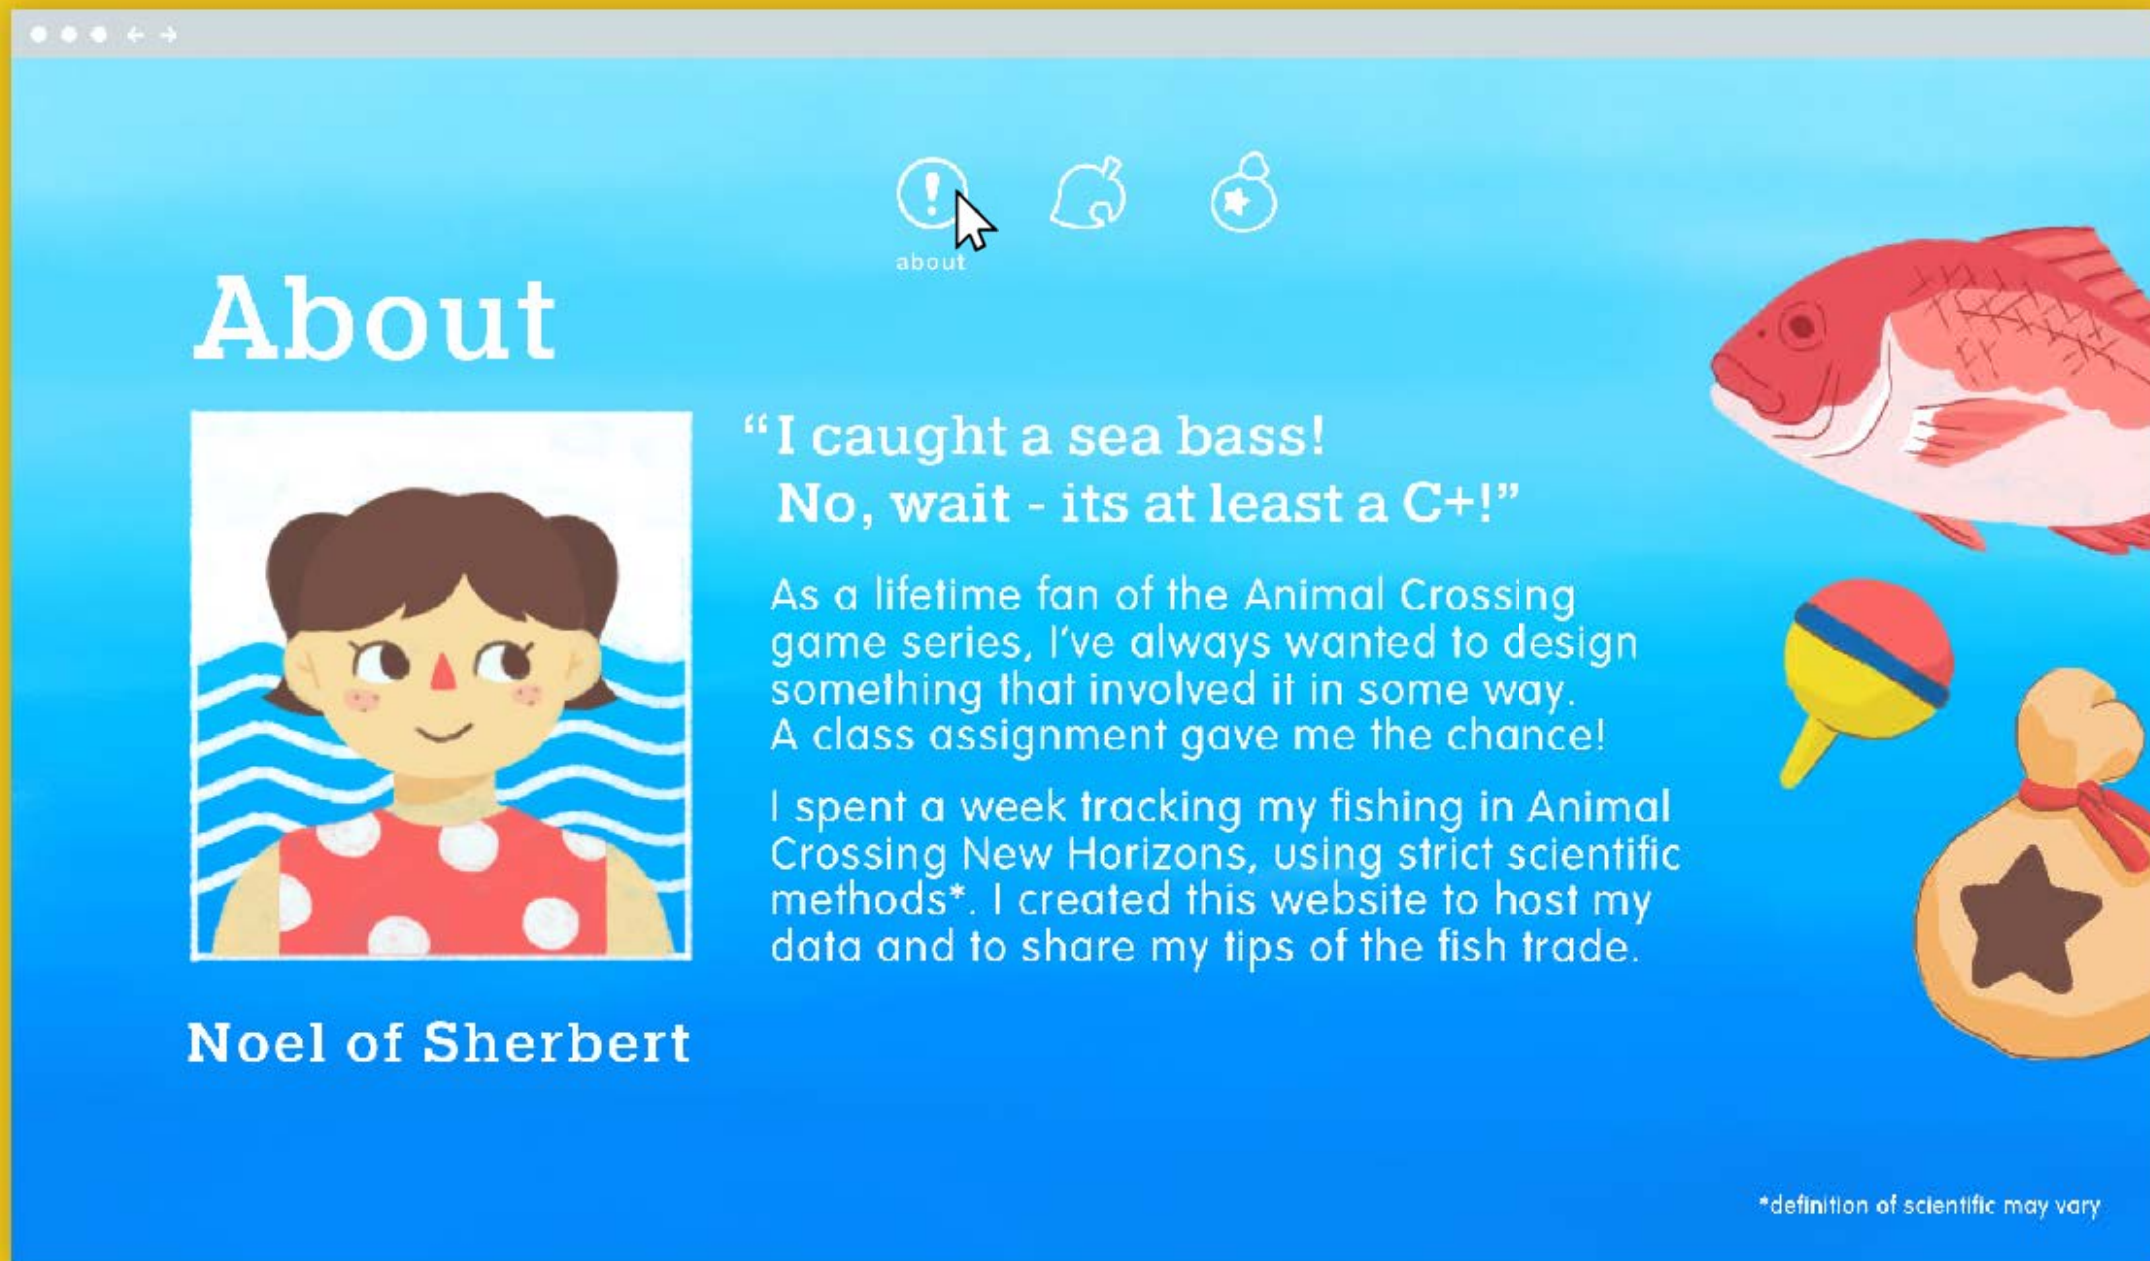 about
About
“I caught a sea bass!
No, wait - its at least a C+!”
As a lifetime fan of the Animal Crossing
game series, I've always wanted to design
something that involved it in some way.
A class assignment gave me the chance!
I spent a week tracking my fishing in Animal
Crossing New Horizons, using strict scientific
methods*. I created this website to host my
data and to share my tips of the fish trade.
Noel of Sherbert
*definition of scientific may vary